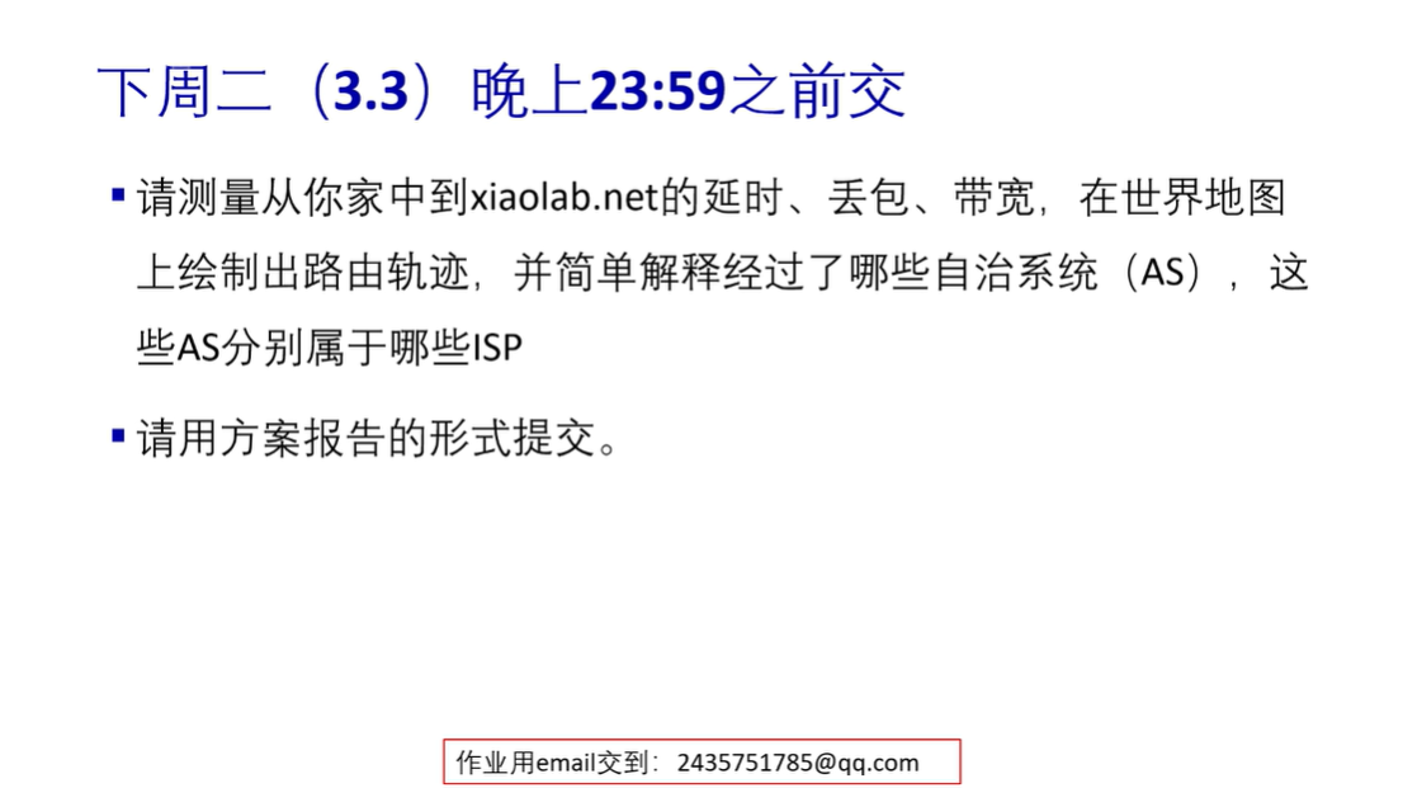 下周二（3.3）晚上23:59之前交
请测量从你家中到xiaolab.net的延时、丢包、带宽，在世界地图
上绘制出路由轨迹，并简单解释经过了哪些自治系统（AS），这
些AS分别属于哪些ISP
请用方案报告的形式提交。
作业用email交到：2435751785@qq.com